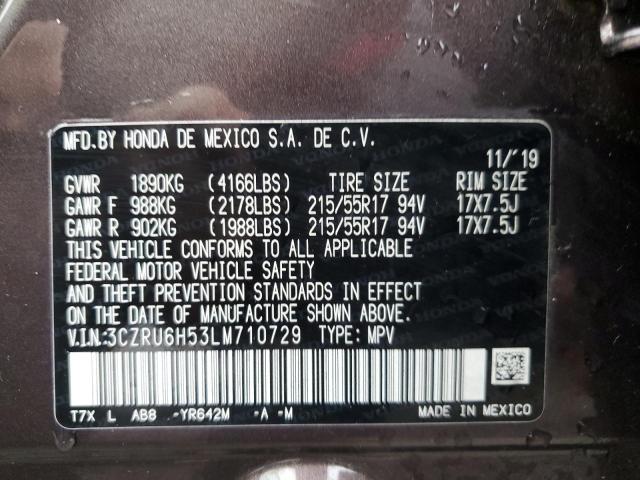 MFD.BY HONDA DE MEXICO S.A. DE C.V.
11/'19
GVWR 1890KG (4166LBS) TIRE SIZE RIM SIZE
GAWR F 988KG (2178LBS) 215/55R17 94V 17X7.5J
GAWR R 902KG (1988LBS) 215/55R17 94V 17X7.5J
THIS VEHICLE CONFORMS TO ALL APPLICABLE
FEDERAL MOTOR VEHICLE SAFETY
AND THEFT PREVENTION STANDARDS IN EFFECT
ON THE DATE OF MANUFACTURE SHOWN ABOVE.
V.IN:3CZRU6H53LM710729 TYPE: MPV
T7X L AB8 -YR642M -A -M MADE IN MEXICO